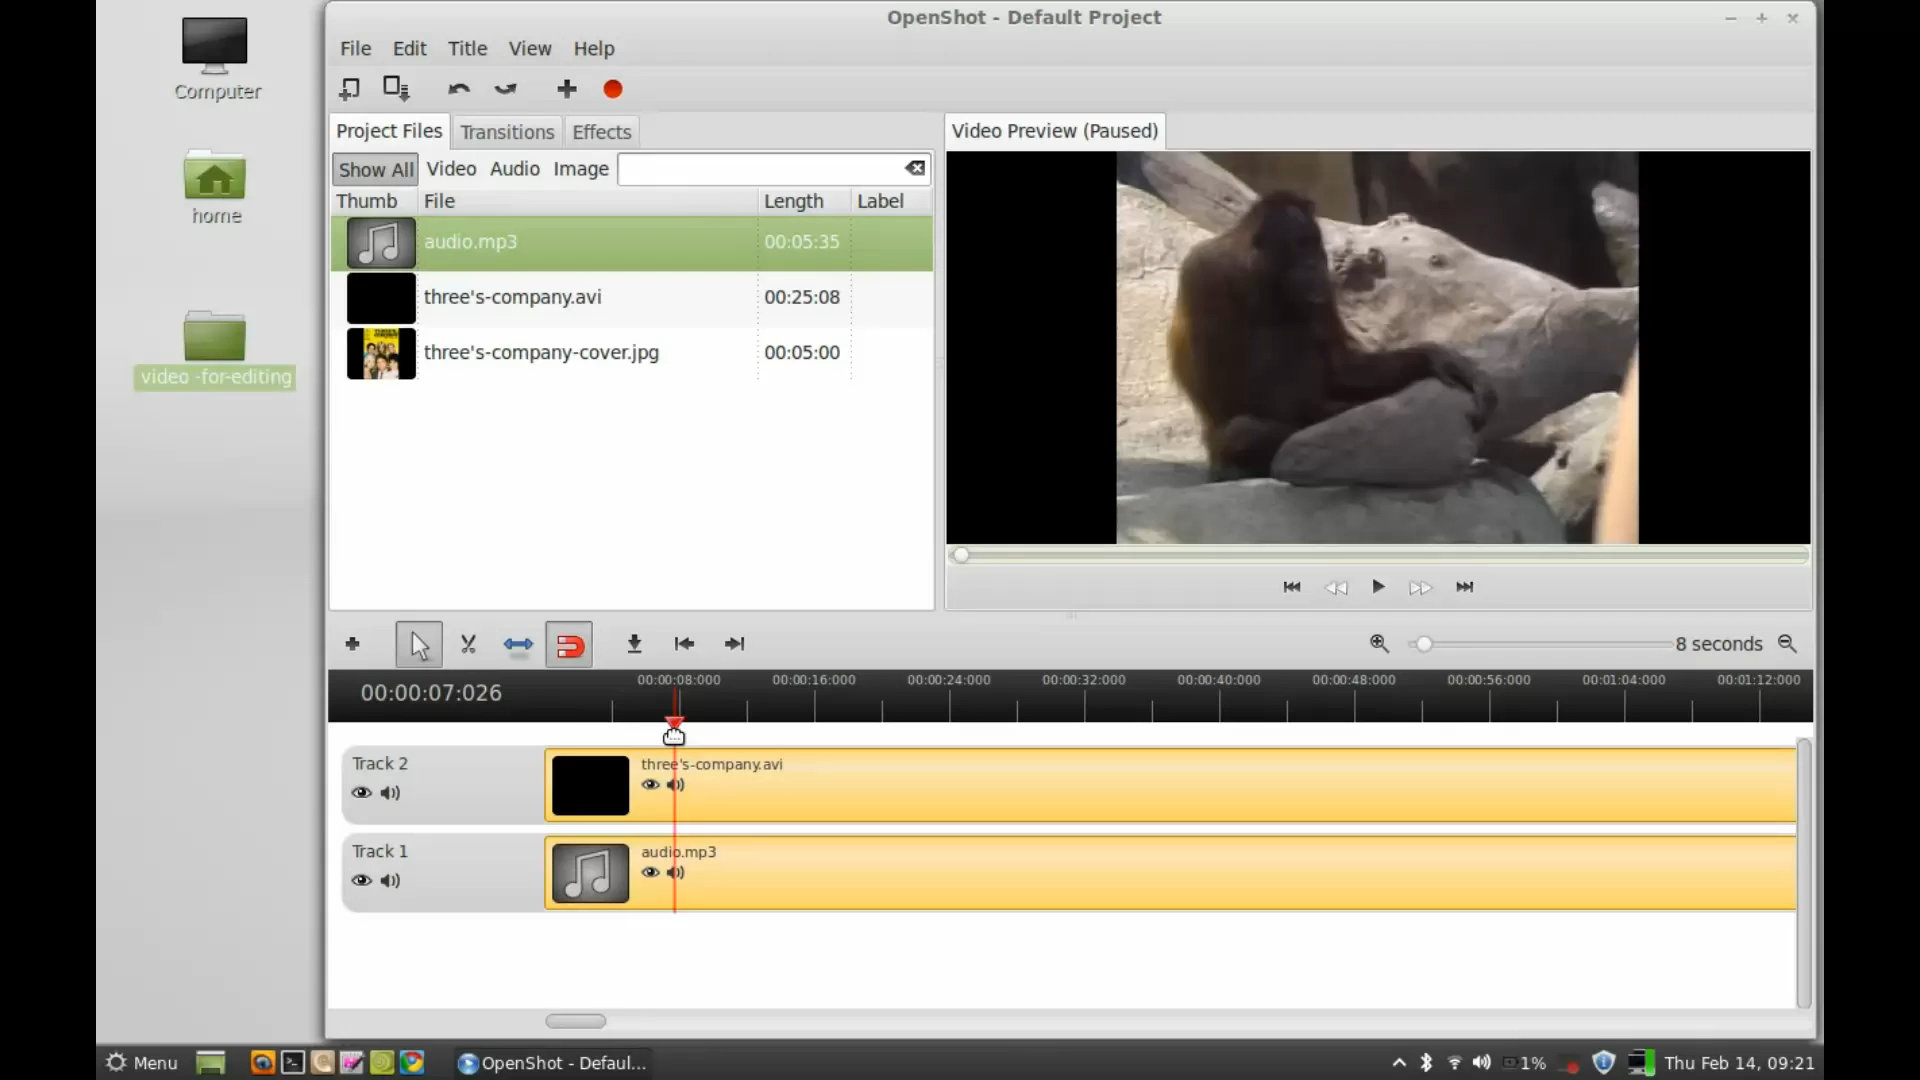 OpenShot - Default Project
Computer
File Edit Title View Help
Project Files Transitions Effects
Video Preview (Paused)
Show All Video Audio Image
Thumb File Length Label
home
audio.mp3 00:05:35
three's-company.avi 00:25:08
three's-company-cover.jpg 00:05:00
video -for-editing
8 seconds
00:00:07:026
00:00:08:000 00:00:16:000 00:00:24:000 00:00:32:000 00:00:40:000 00:00:48:000 00:00:56:000 00:01:04:000 00:01:12:000
Track 2
three's-company.avi
Track 1
audio.mp3
Menu
OpenShot - Defaul...
1%
Thu Feb 14, 09:21